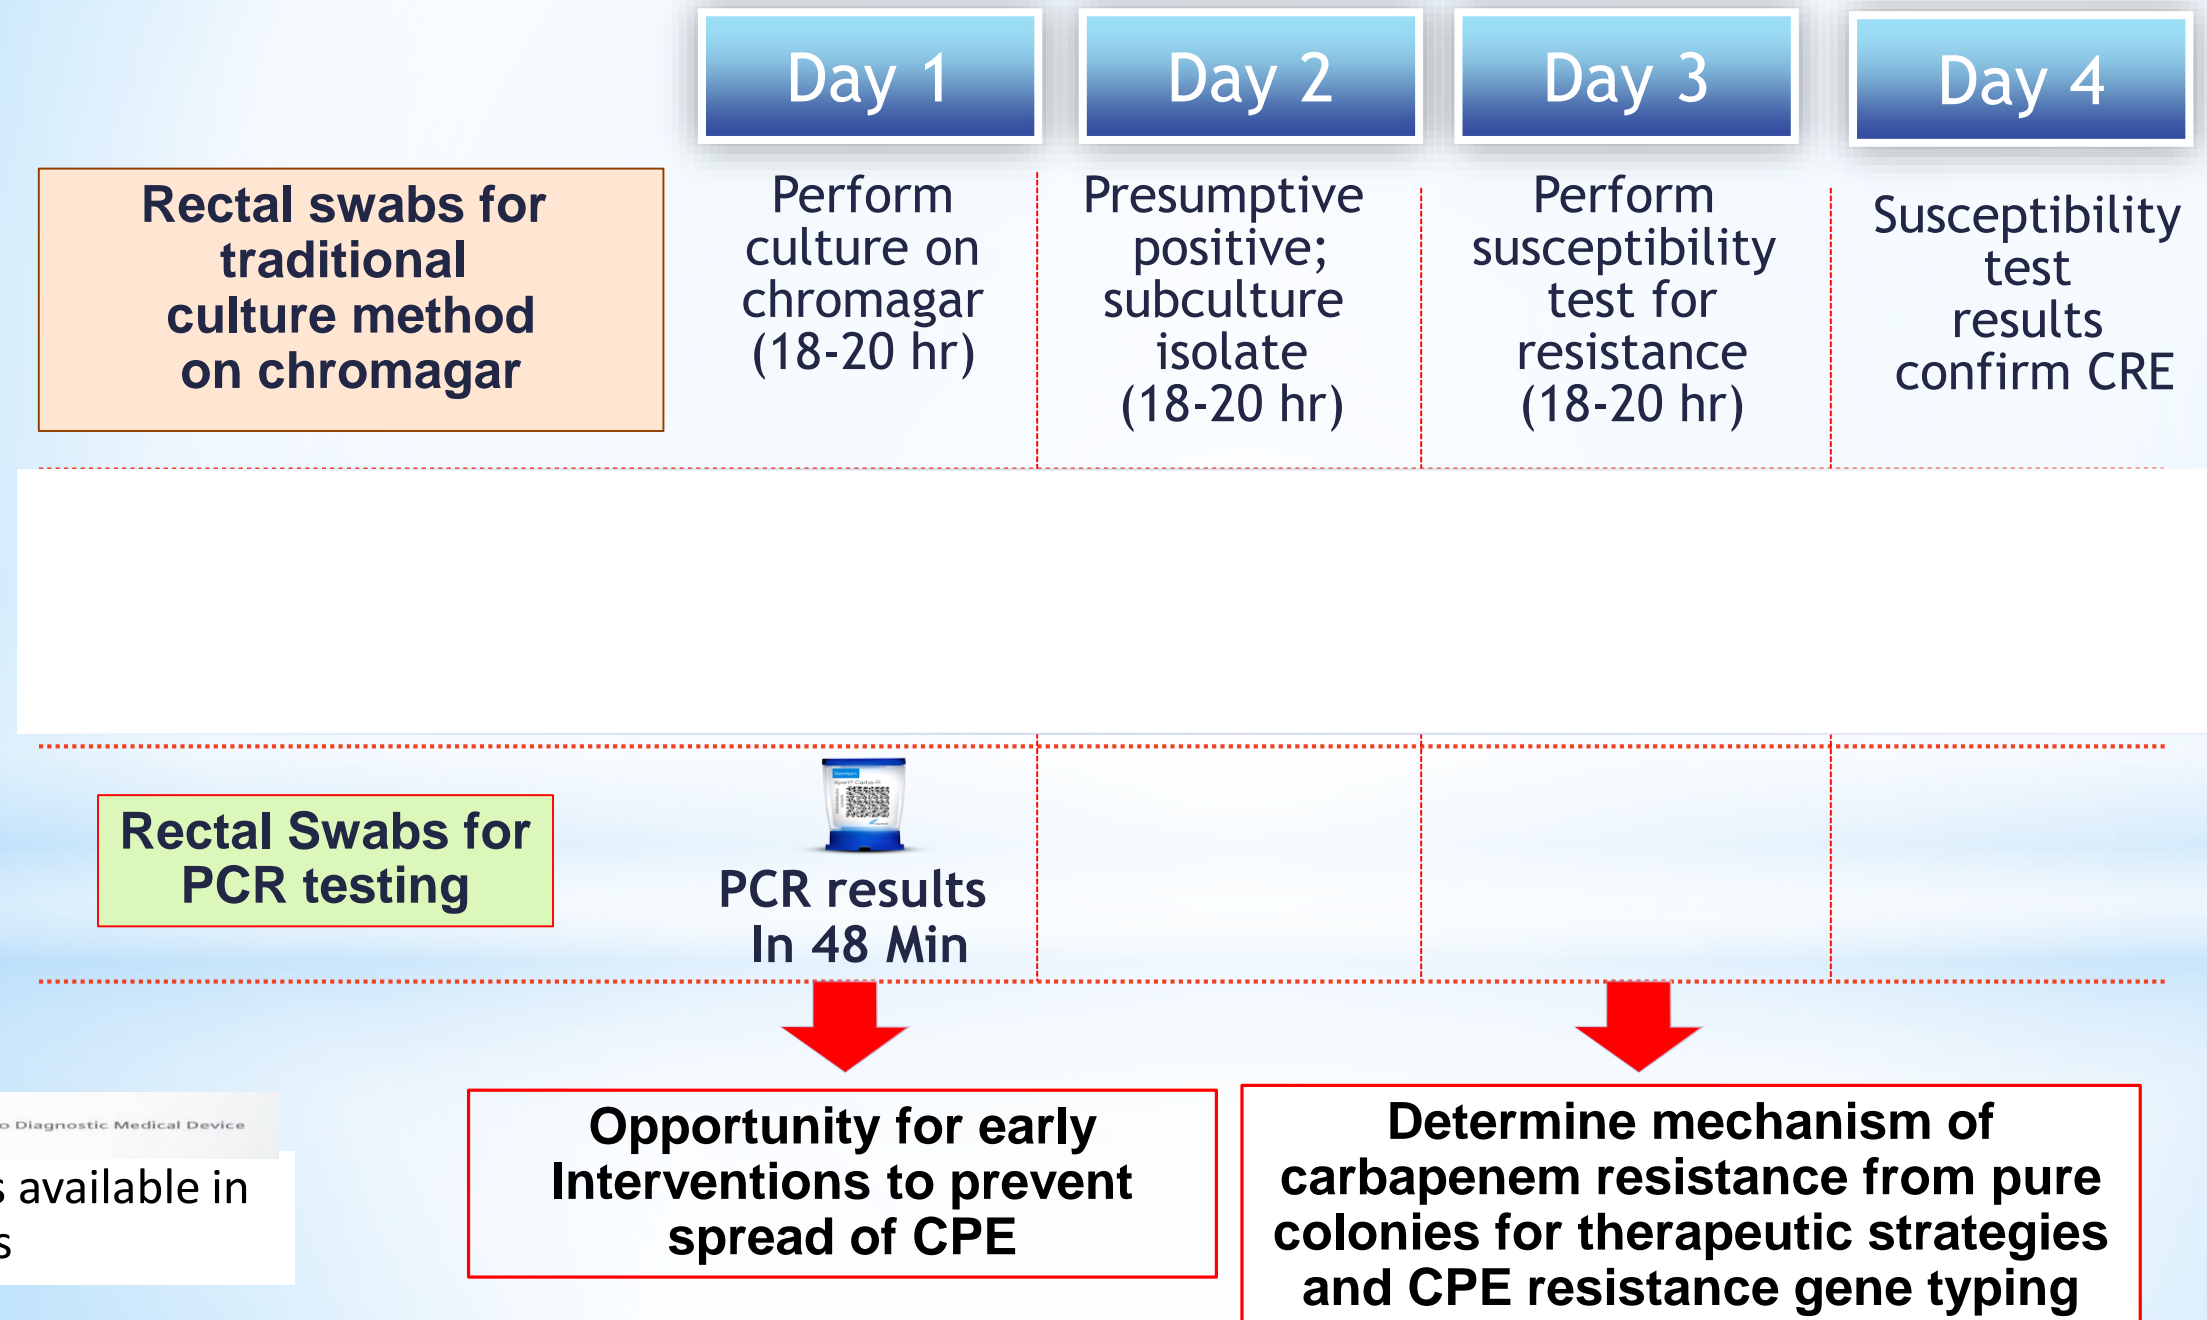 Day 1
Day 2
Day 3
Day 4
Rectal swabs for
traditional
culture method
on chromagar
Perform
culture on
chromagar
(18-20 hr)
Presumptive
positive;
subculture
isolate
(18-20 hr)
Perform
susceptibility
test for
resistance
(18-20 hr)
Susceptibility
test
results
confirm CRE
Rectal Swabs for
PCR testing
Xpert® Carba-R
PCR results
In 48 Min
o Diagnostic Medical Device
s available in
s
Opportunity for early
Interventions to prevent
spread of CPE
Determine mechanism of
carbapenem resistance from pure
colonies for therapeutic strategies
and CPE resistance gene typing